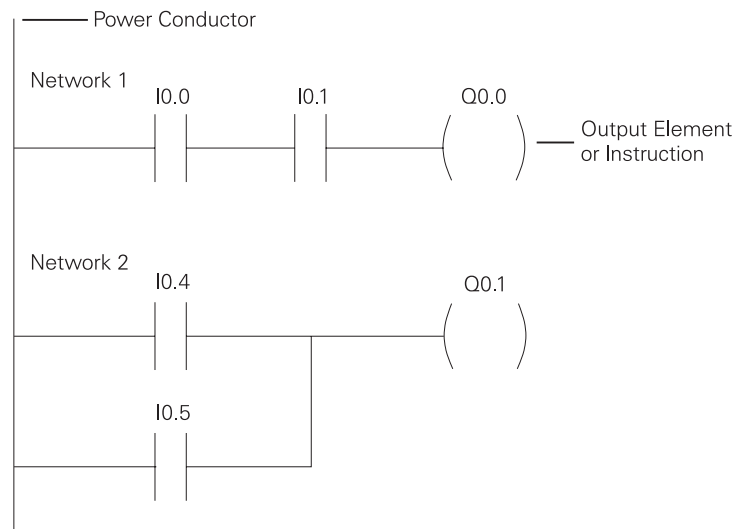 Power Conductor
Network 1
I0.0 I0.1 Q0.0
Output Element
or Instruction
Network 2
I0.4 Q0.1
I0.5